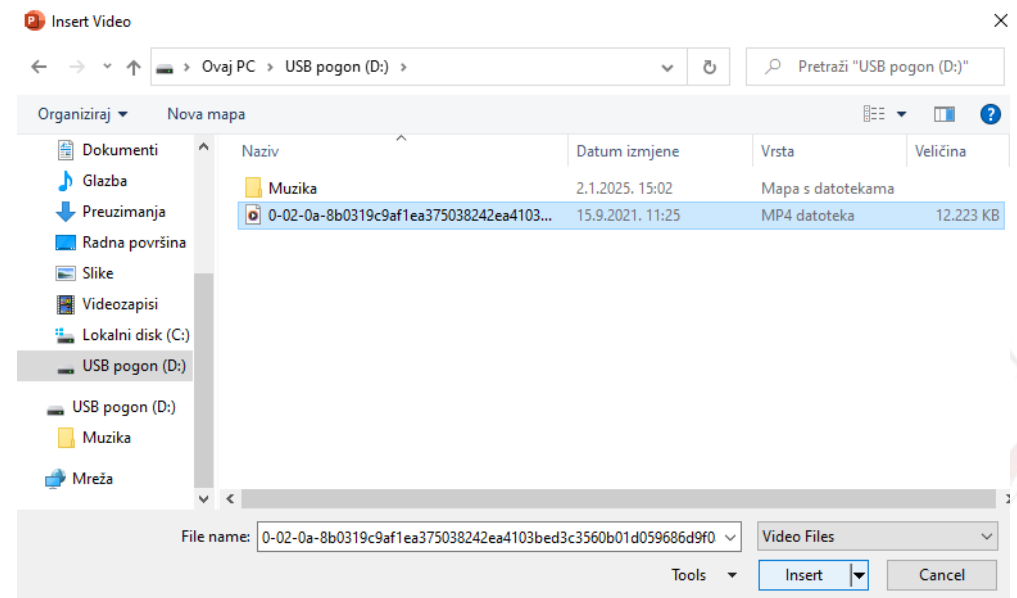 Insert Video
Ovaj PC > USB pogon (D:) >
Pretraži "USB pogon (D:)"
Organiziraj
Nova mapa
Dokumenti
Glazba
Preuzimanja
Radna površina
Slike
Videozapisi
Lokalni disk (C:)
USB pogon (D:)
USB pogon (D:)
Muzika
Mreža
Naziv Datum izmjene Vrsta Veličina
Muzika 2.1.2025. 15:02 Mapa s datotekama
0-02-0a-8b0319c9af1ea375038242ea4103... 15.9.2021. 11:25 MP4 datoteka 12.223 KB
File name: 0-02-0a-8b0319c9af1ea375038242ea4103bed3c3560b01d059686d9f0
Video Files
Tools
Insert
Cancel